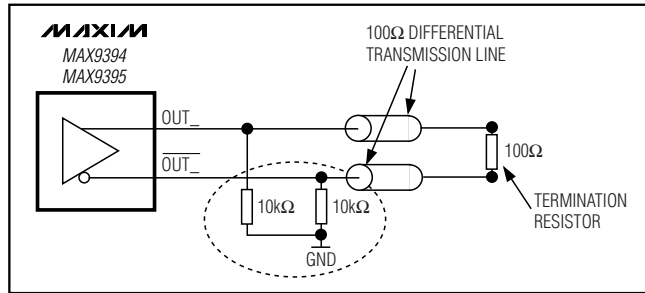 MAXIM
MAX9394
MAX9395
100Ω DIFFERENTIAL
TRANSMISSION LINE
OUT_
OUT_
100Ω
10kΩ
10kΩ
TERMINATION
RESISTOR
GND